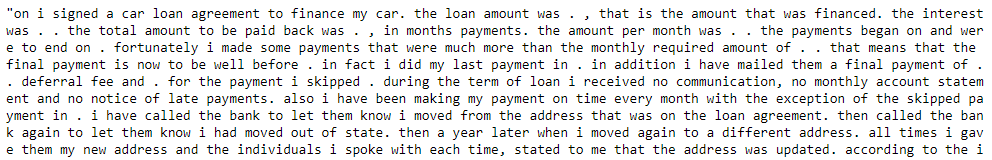 "on i signed a car loan agreement to finance my car. the loan amount was . , that is the amount that was financed. the interest
was . . the total amount to be paid back was . , in months payments. the amount per month was . . the payments began on and wer
e to end on . fortunately i made some payments that were much more than the monthly required amount of . . that means that the
final payment is now to be well before . in fact i did my last payment in . in addition i have mailed them a final payment of .
. deferral fee and . for the payment i skipped . during the term of loan i received no communication, no monthly account statem
ent and no notice of late payments. also i have been making my payment on time every month with the exception of the skipped pa
yment in . i have called the bank to let them know i moved from the address that was on the loan agreement. then called the ban
k again to let them know i had moved out of state. then a year later when i moved again to a different address. all times i gav
e them my new address and the individuals i spoke with each time, stated to me that the address was updated. according to the i